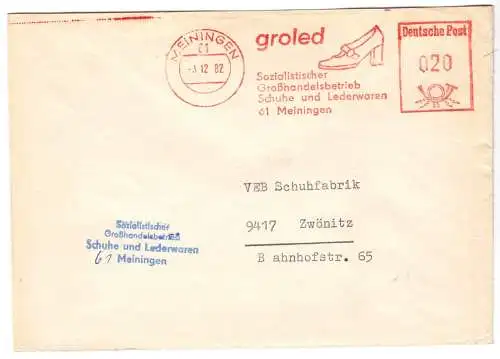 MEININGEN
61
-3.12 82
groled
Sozialistischer
Großhandelsbetrieb
Schuhe und Lederwaren
61 Meiningen
Deutsche Post
020
VEB Schuhfabrik
9417 Zwönitz
B ahnhofstr. 65
Sozialistischer
Großhandelsbetrieb
Schuhe und Lederwaren
61 Meiningen